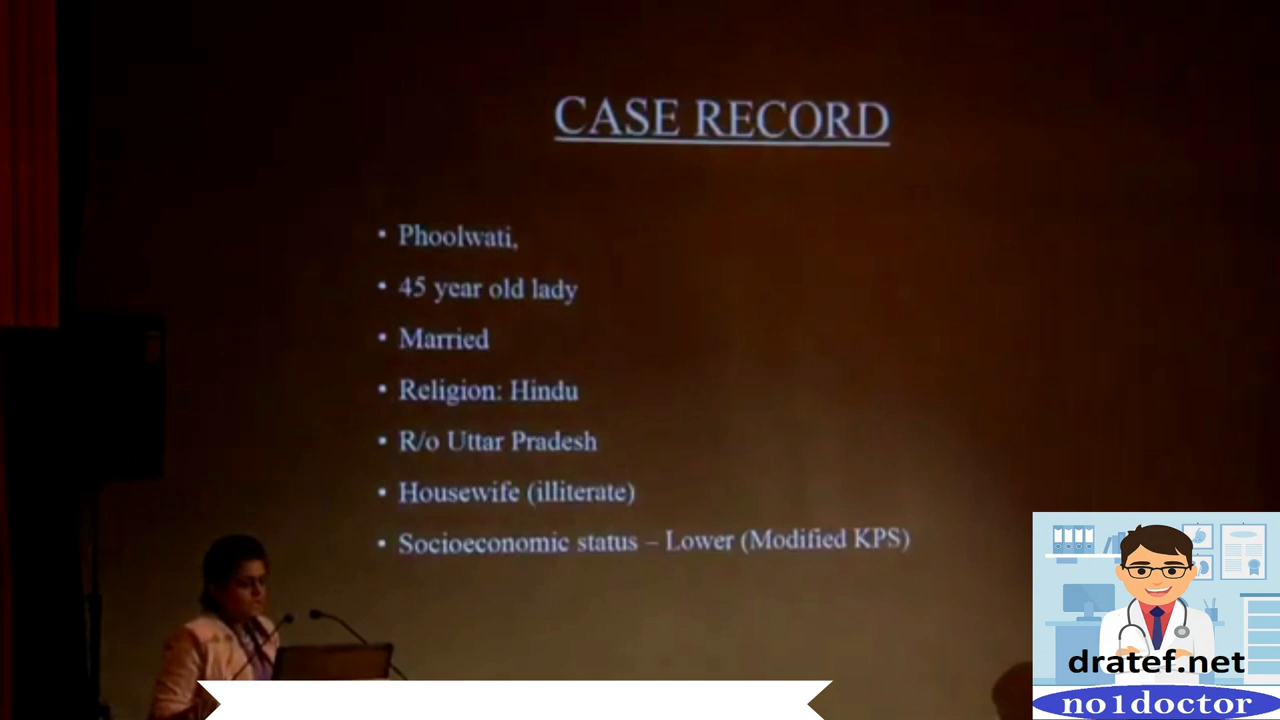 CASE RECORD
• Phoolwati,
• 45 year old lady
• Married
• Religion: Hindu
• R/o Uttar Pradesh
• Housewife (illiterate)
• Socioeconomic status – Lower (Modified KPS)
dratef.net
no1doctor